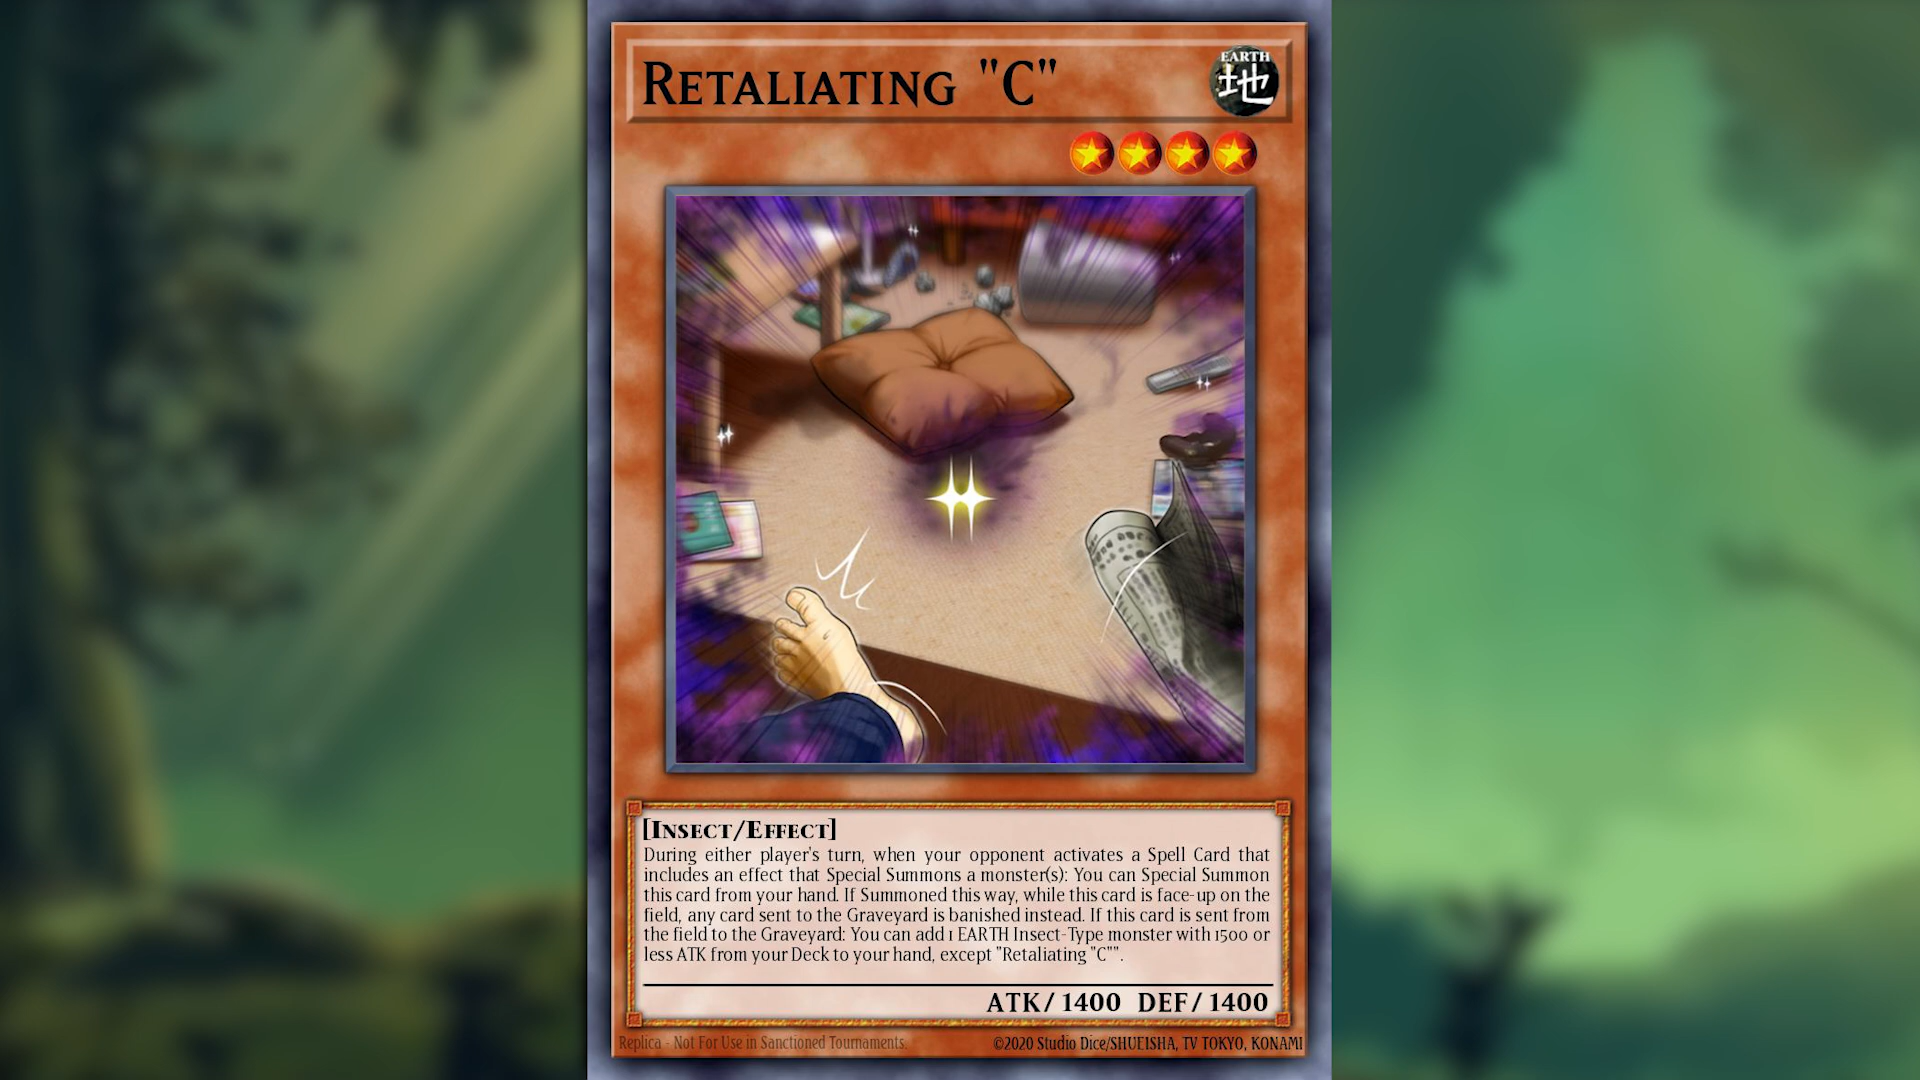 RETALIATING "C"
EARTH
地
[INSECT/EFFECT]
During either player's turn, when your opponent activates a Spell Card that
includes an effect that Special Summons a monster(s): You can Special Summon
this card from your hand. If Summoned this way, while this card is face-up on the
field, any card sent to the Graveyard is banished instead. If this card is sent from
the field to the Graveyard: You can add 1 EARTH Insect-Type monster with 1500 or
less ATK from your Deck to your hand, except "Retaliating "C"".
ATK/ 1400 DEF/ 1400
Replica - Not For Use in Sanctioned Tournaments.
©2020 Studio Dice/SHUEISHA, TV TOKYO, KONAMI